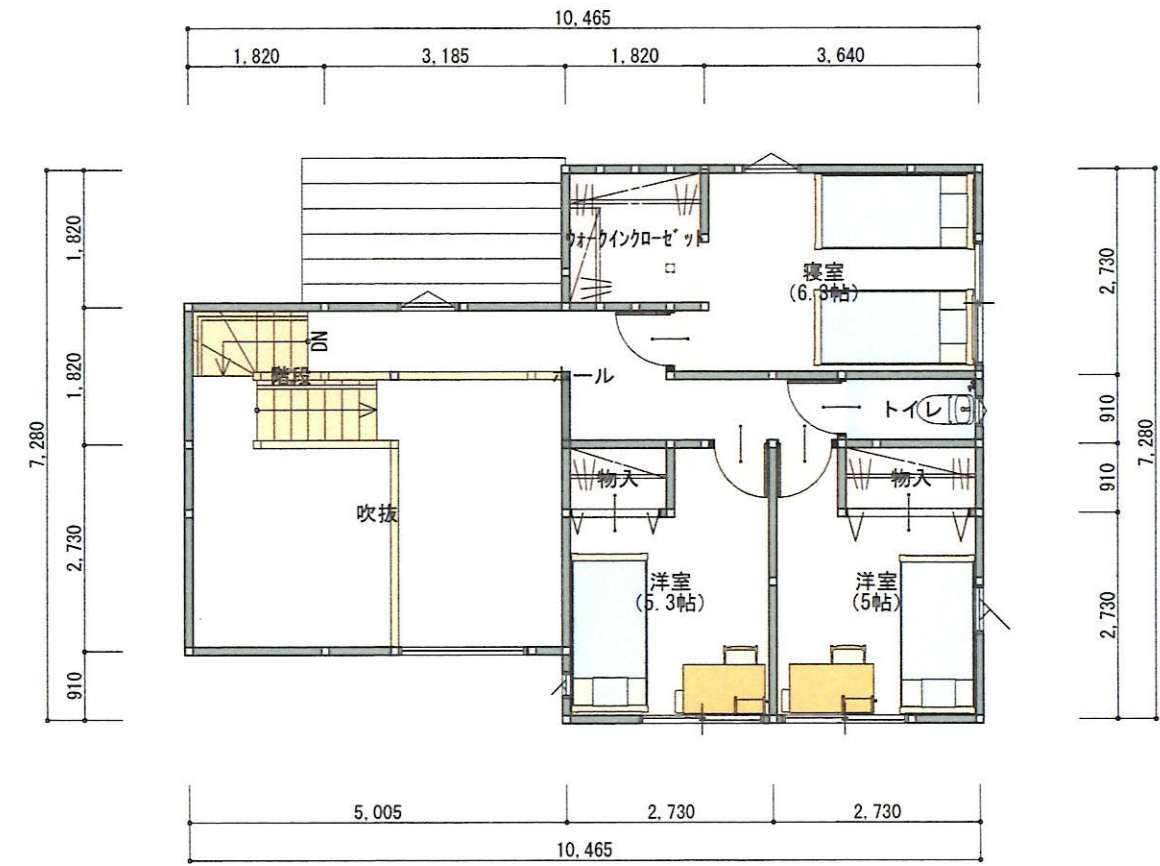 10,465
1,820
3,185
1,820
3,640
1,820
1,820
2,730
910
7,280
ウォークインクローゼット
寝室
(6.3帖)
DN
階段
ホール
トイレ
物入
物入
吹抜
洋室
(5.3帖)
洋室
(5帖)
2,730
910
910
2,730
7,280
5,005
2,730
2,730
10,465